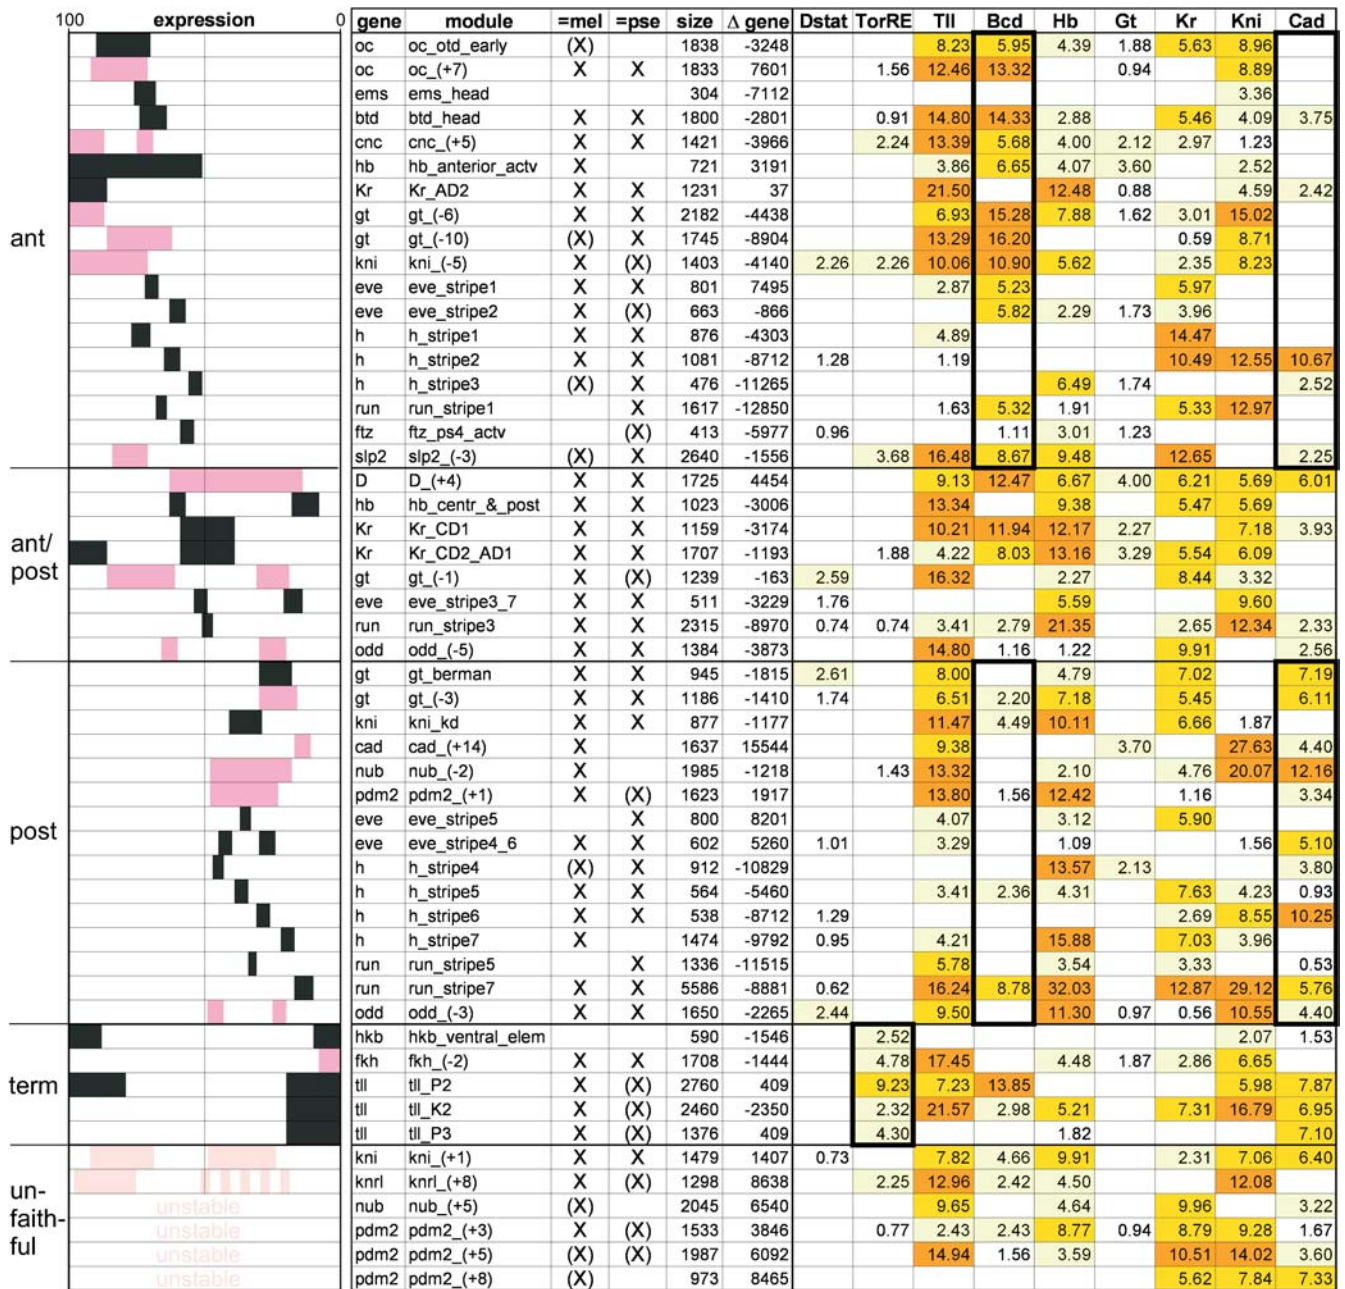 100 expression 0 gene module =mel =pse size Δ gene Dstat TorRE Tll Bcd Hb Gt Kr Kni Cad
oc oc_otd_early (X) 1838 -3248 8.23 5.95 4.39 1.88 5.63 8.96
oc oc_(+7) X X 1833 7601 1.56 12.46 13.32 0.94 8.89
ems ems_head 304 -7112 3.36
btd btd_head X X 1800 -2801 0.91 14.80 14.33 2.88 5.46 4.09 3.75
cnc cnc_(+5) X X 1421 -3966 2.24 13.39 5.68 4.00 2.12 2.97 1.23
hb hb_anterior_actv X 721 3191 3.86 6.65 4.07 3.60 2.52
Kr Kr_AD2 X X 1231 37 21.50 12.48 0.88 4.59 2.42
gt gt_(-6) X X 2182 -4438 6.93 15.28 7.88 1.62 3.01 15.02
ant
gt gt_(-10) (X) X 1745 -8904 13.29 16.20 0.59 8.71
kni kni_(-5) X (X) 1403 -4140 2.26 2.26 10.06 10.90 5.62 2.35 8.23
eve eve_stripe1 X X 801 7495 2.87 5.23 5.97
eve eve_stripe2 X (X) 663 -866 5.82 2.29 1.73 3.96
h h_stripe1 X X 876 -4303 4.89 14.47
h h_stripe2 X X 1081 -8712 1.28 1.19 10.49 12.55 10.67
h h_stripe3 (X) X 476 -11265 6.49 1.74 2.52
run run_stripe1 X 1617 -12850 1.63 5.32 1.91 5.33 12.97
ftz ftz_ps4_actv (X) 413 -5977 0.96 1.11 3.01 1.23
slp2 slp2_(-3) (X) X 2640 -1556 3.68 16.48 8.67 9.48 12.65 2.25
D D_(+4) X X 1725 4454 9.13 12.47 6.67 4.00 6.21 5.69 6.01
hb hb_centr_&_post X X 1023 -3006 13.34 9.38 5.47 5.69
Kr Kr_CD1 X X 1159 -3174 10.21 11.94 12.17 2.27 7.18 3.93
ant/
post
Kr Kr_CD2_AD1 X X 1707 -1193 1.88 4.22 8.03 13.16 3.29 5.54 6.09
gt gt_(-1) X (X) 1239 -163 2.59 16.32 2.27 8.44 3.32
eve eve_stripe3_7 X X 511 -3229 1.76 5.59 9.60
run run_stripe3 X X 2315 -8970 0.74 0.74 3.41 2.79 21.35 2.65 12.34 2.33
odd odd_(-5) X X 1384 -3873 14.80 1.16 1.22 9.91 2.56
gt gt_berman X X 945 -1815 2.61 8.00 4.79 7.02 7.19
gt gt_(-3) X X 1186 -1410 1.74 6.51 2.20 7.18 5.45 6.11
kni kni_kd X X 877 -1177 11.47 4.49 10.11 6.66 1.87
cad cad_(+14) X 1637 15544 9.38 3.70 27.63 4.40
nub nub_(-2) X X 1985 -1218 1.43 13.32 2.10 4.76 20.07 12.16
pdm2 pdm2_(+1) X (X) 1623 1917 13.80 1.56 12.42 1.16 3.34
post
eve eve_stripe5 X 800 8201 4.07 3.12 5.90
eve eve_stripe4_6 X X 602 5260 1.01 3.29 1.09 1.56 5.10
h h_stripe4 (X) X 912 -10829 13.57 2.13 3.80
h h_stripe5 X X 564 -5460 3.41 2.36 4.31 7.63 4.23 0.93
h h_stripe6 X X 538 -8712 1.29 2.69 8.55 10.25
h h_stripe7 X 1474 -9792 0.95 4.21 15.88 7.03 3.96
run run_stripe5 X 1336 -11515 5.78 3.54 3.33 0.53
run run_stripe7 X X 5586 -8881 0.62 16.24 8.78 32.03 12.87 29.12 5.76
odd odd_(-3) X X 1650 -2265 2.44 9.50 11.30 0.97 0.56 10.55 4.40
hkb hkb_ventral_elem 590 -1546 2.52 2.07 1.53
fkh fkh_(-2) X X 1708 -1444 4.78 17.45 4.48 1.87 2.86 6.65
term
tll tll_P2 X (X) 2760 409 9.23 7.23 13.85 5.98 7.87
tll tll_K2 X (X) 2460 -2350 2.32 21.57 2.98 5.21 7.31 16.79 6.95
tll tll_P3 X (X) 1376 409 4.30 1.82 7.10
kni kni_(+1) X X 1479 1407 0.73 7.82 4.66 9.91 2.31 7.06 6.40
knrl knrl_(+8) X (X) 1298 8638 2.25 12.96 2.42 4.50 12.08
un-
faith-
ful
unstable nub nub_(+5) (X) 2045 6540 9.65 4.64 9.96 3.22
unstable pdm2 pdm2_(+3) X (X) 1533 3846 0.77 2.43 2.43 8.77 0.94 8.79 9.28 1.67
unstable pdm2 pdm2_(+5) (X) (X) 1987 6092 14.94 1.56 3.59 10.51 14.02 3.60
unstable pdm2 pdm2_(+8) (X) 973 8465 5.62 7.84 7.33